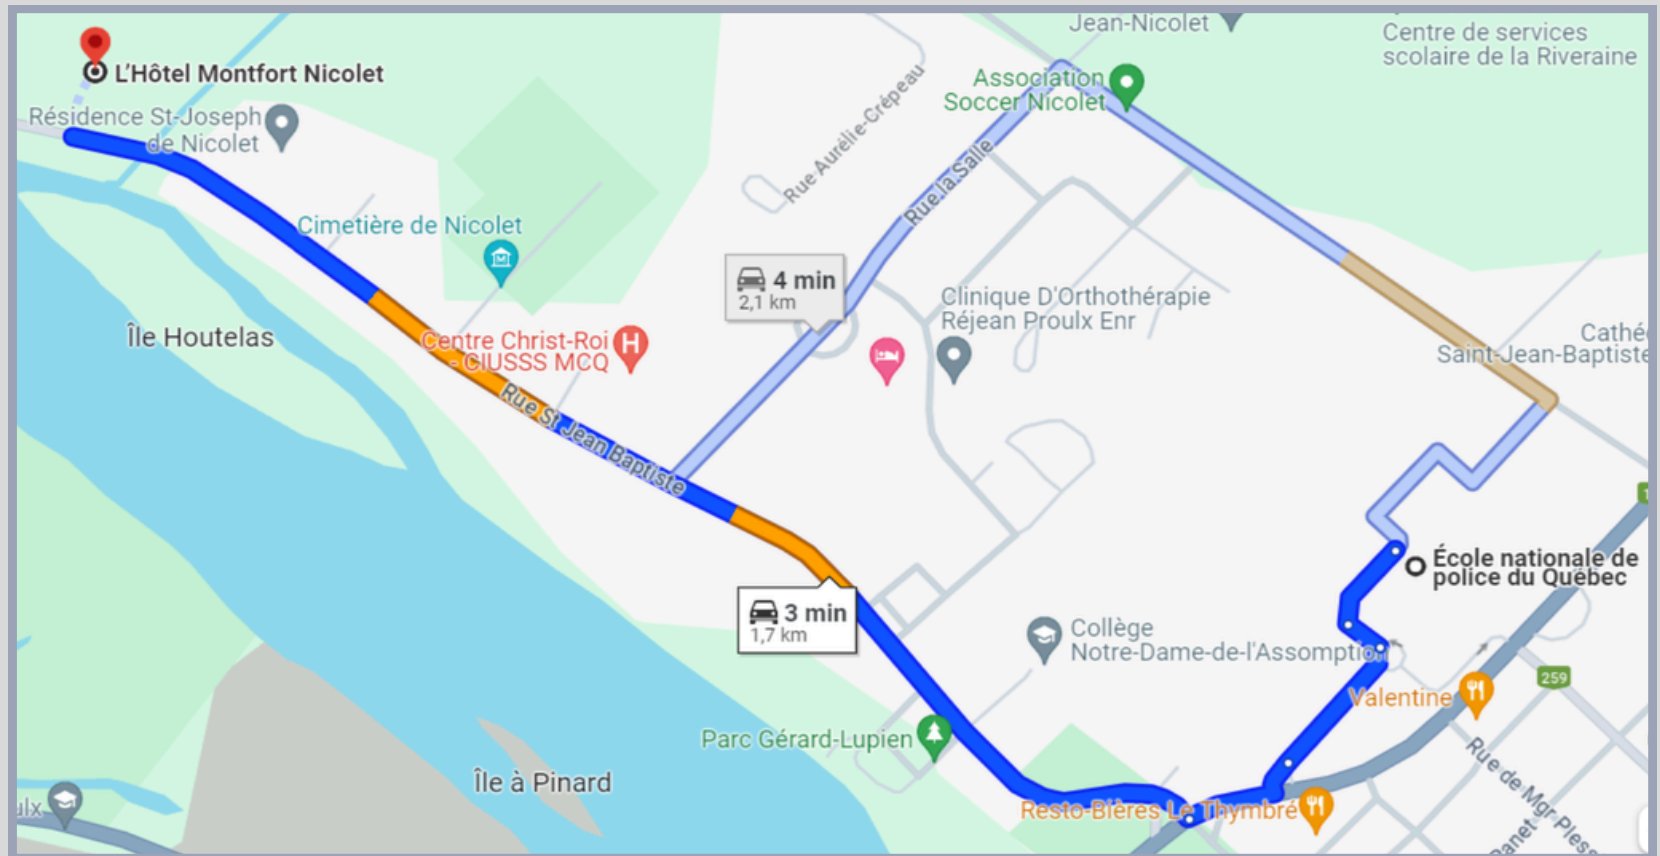 Jean-Nicolet
Centre de services
scolaire de la Riveraine
L'Hôtel Montfort Nicolet
Association
Soccer Nicolet
Rue Aurélie-Crépeau
Résidence St-Joseph
de Nicolet
Rue la Salle
Cimetière de Nicolet
4 min
2,1 km
Clinique D'Orthothérapie
Réjean Proulx Enr
Île Houtelas
Centre Christ-Roi
- CIUSSS MCQ
H
Cathé
Saint-Jean-Baptiste
Rue St Jean Baptiste
École nationale de
police du Québec
3 min
1,7 km
Collège
Notre-Dame-de-l'Assomption
259
Valentine
Parc Gérard-Lupien
Île à Pinard
Resto-Bières Le Thymbré
Rue de Mgr-Pless
Panet
ulx